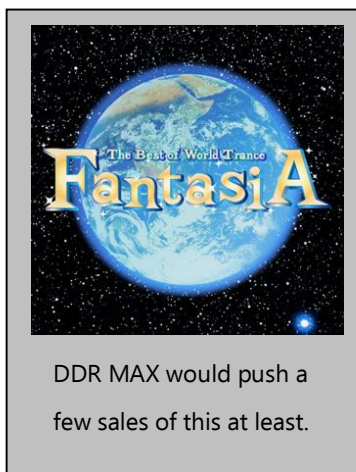 The Best of World Trance
FantasiA
DDR MAX would push a
few sales of this at least.